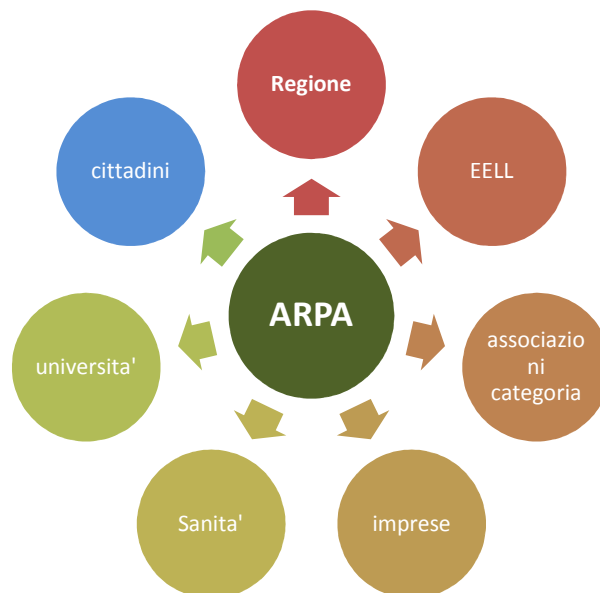 Regione
cittadini
EELL
ARPA
universita'
associazio
ni
categoria
Sanita'
imprese